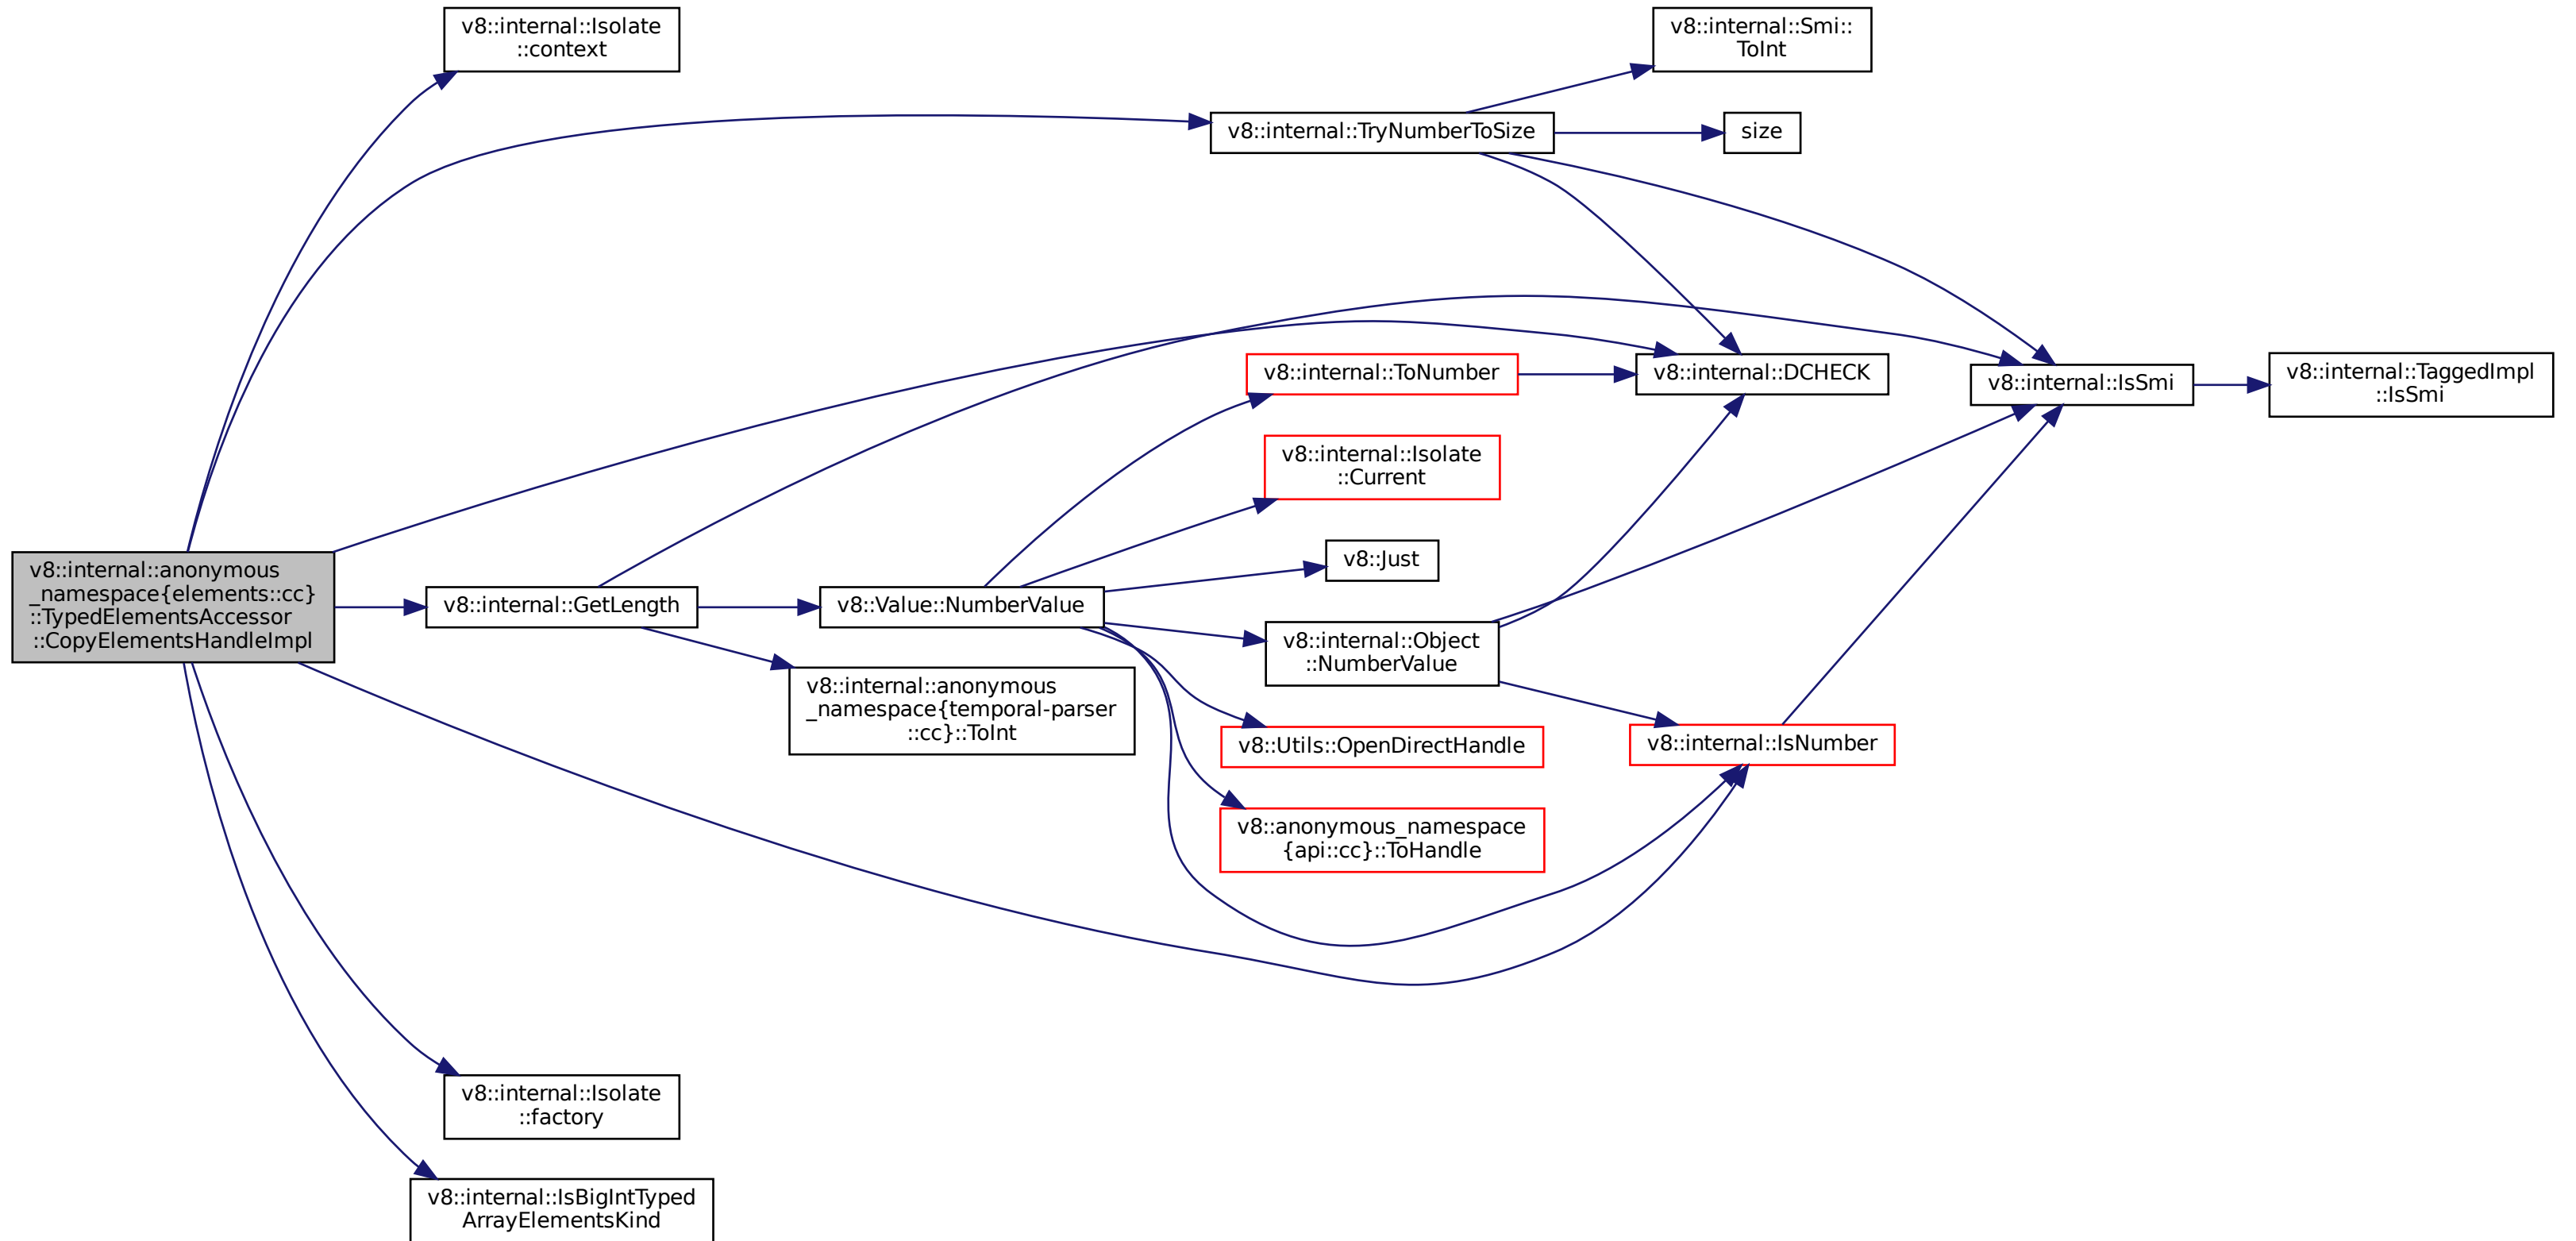 v8::internal::Isolate
::context
v8::internal::Smi::
ToInt
v8::internal::TryNumberToSize
size
v8::internal::ToNumber
v8::internal::DCHECK
v8::internal::IsSmi
v8::internal::TaggedImpl
::IsSmi
v8::internal::Isolate
::Current
v8::Just
v8::internal::anonymous
_namespace{elements::cc}
::TypedElementsAccessor
::CopyElementsHandleImpl
v8::internal::GetLength
v8::Value::NumberValue
v8::internal::Object
::NumberValue
v8::internal::anonymous
_namespace{temporal-parser
::cc}::ToInt
v8::Utils::OpenDirectHandle
v8::internal::IsNumber
v8::anonymous_namespace
{api::cc}::ToHandle
v8::internal::Isolate
::factory
v8::internal::IsBigIntTyped
ArrayElementsKind